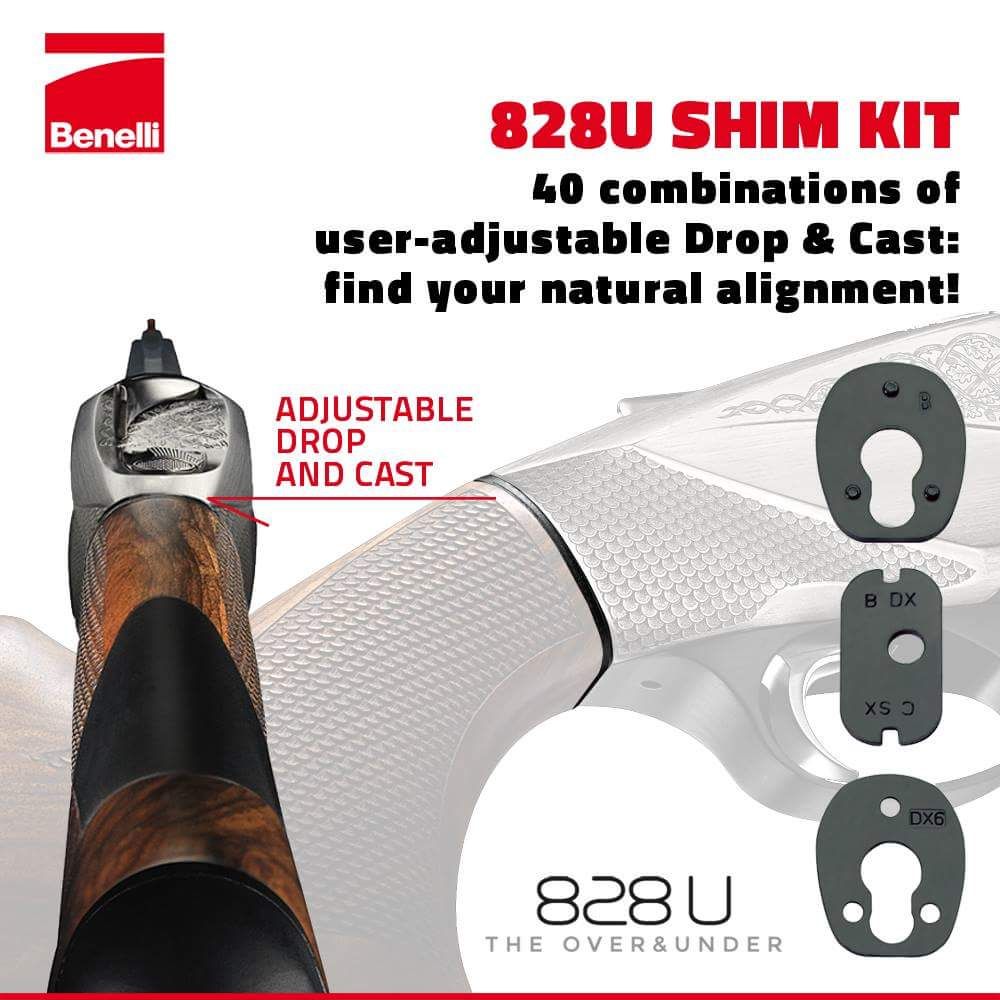 Benelli
828U SHIM KIT
40 combinations of
user-adjustable Drop & Cast:
find your natural alignment!
ADJUSTABLE
DROP
AND CAST
B
B DX
C SX
DX6
828 U
THE OVER&UNDER